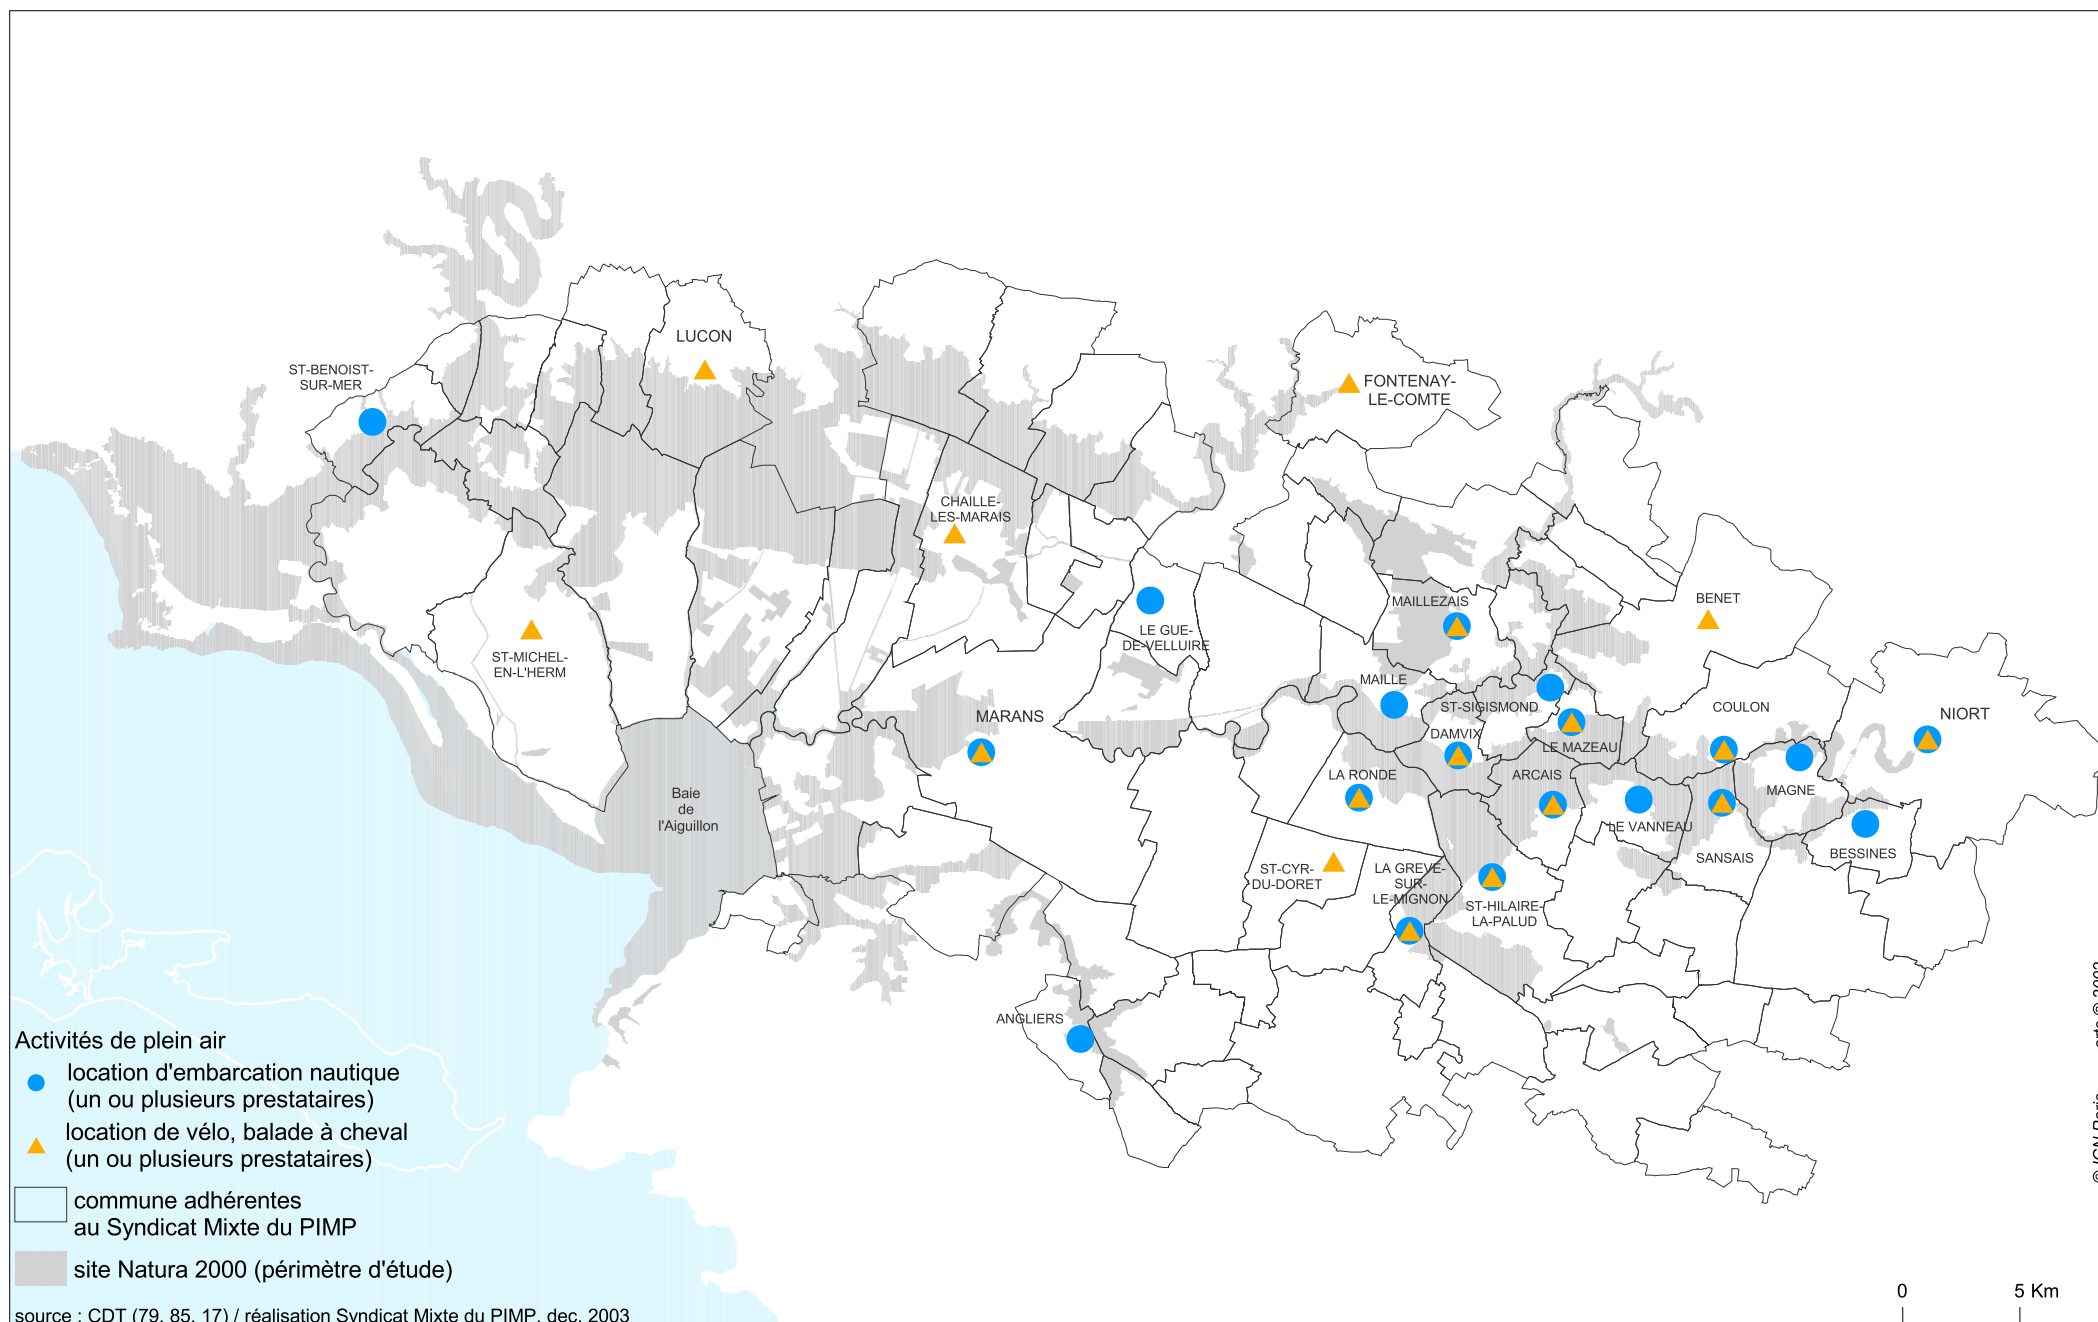 LUCON
ST-BENOIST-
SUR-MER
FONTENAY-
LE-COMTE
CHAILLE-
LES-MARAIS
BENET
MAILLEZAIS
LE GUE-
DE-VELLUIRE
ST-MICHEL-
EN-L'HERM
MAILLE
ST-SIGISMOND
COULON
NIORT
MARANS
DAMVIX
LE MAZEAU
LA RONDE
ARCAIS
MAGNE
Baie
de
l'Aiguillon
LE VANNEAU
SANSAIS
BESSINES
ST-CYR-
DU-DORET
LA GREVE-
SUR-
LE-MIGNON
ST-HILAIRE-
LA-PALUD
ANGLIERS
Activités de plein air
location d'embarcation nautique
(un ou plusieurs prestataires)
location de vélo, balade à cheval
(un ou plusieurs prestataires)
commune adhérentes
au Syndicat Mixte du PIMP
site Natura 2000 (périmètre d'étude)
source : CDT (79, 85, 17) / réalisation Syndicat Mixte du PIMP, dec. 2003
0 5 Km